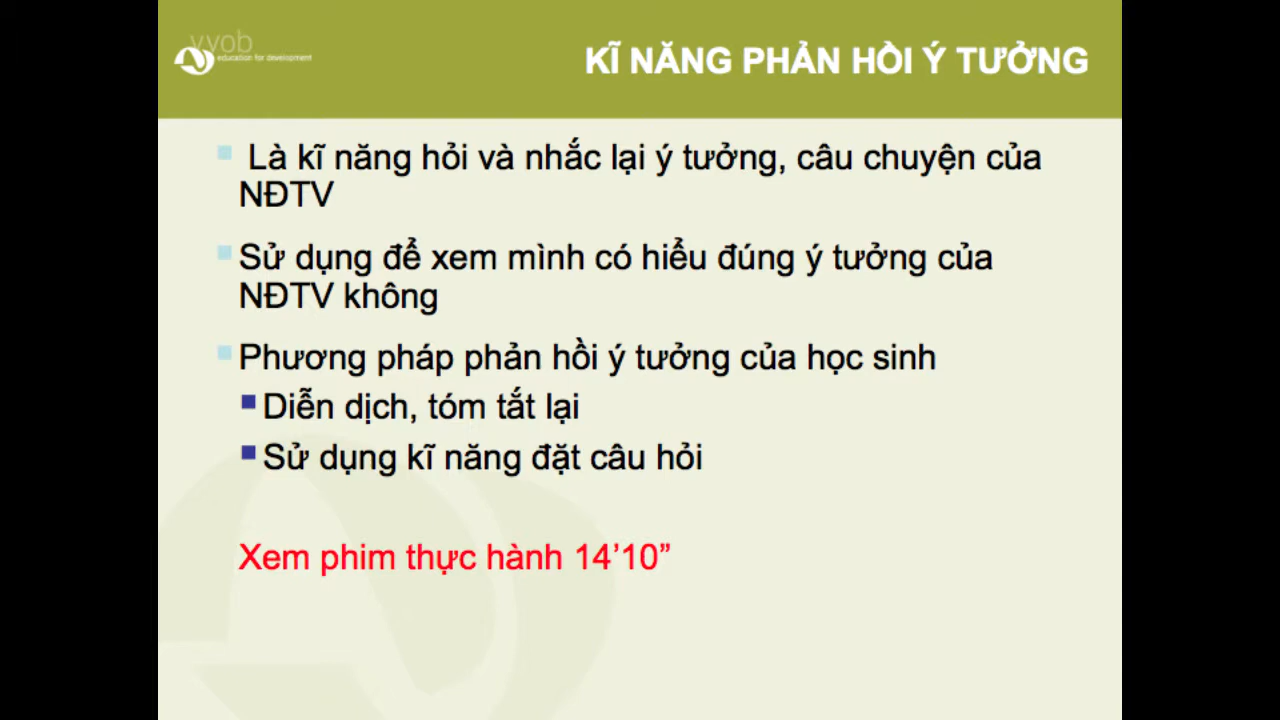 vvob
education for development
KĨ NĂNG PHẢN HỒI Ý TƯỞNG
Là kĩ năng hỏi và nhắc lại ý tưởng, câu chuyện của
NĐTV
Sử dụng để xem mình có hiểu đúng ý tưởng của
NĐTV không
Phương pháp phản hồi ý tưởng của học sinh
Diễn dịch, tóm tắt lại
Sử dụng kĩ năng đặt câu hỏi
Xem phim thực hành 14’10”